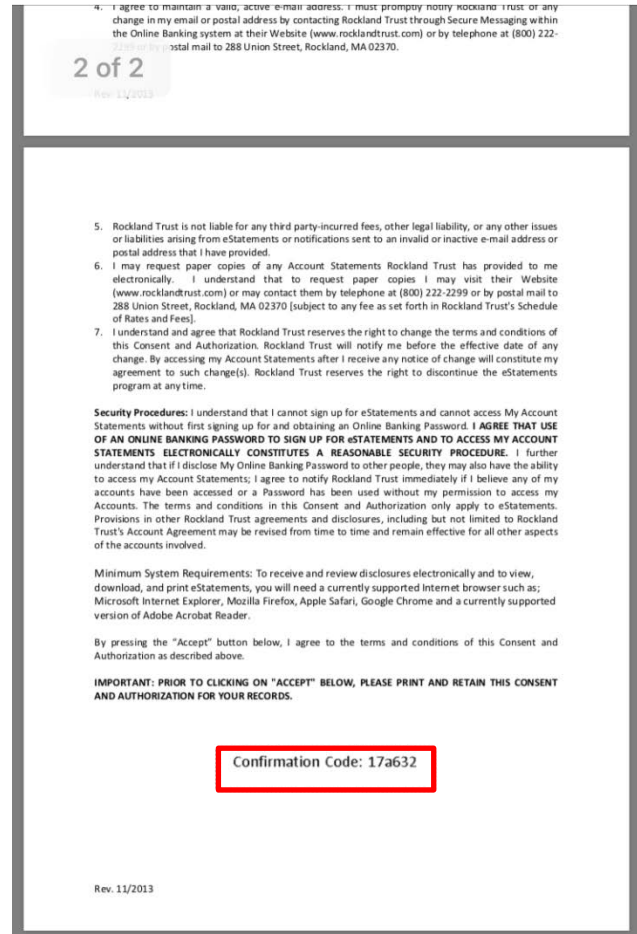 4. I agree to maintain a valid, active e-mail address. I must promptly notify Rockland Trust of any
change in my email or postal address by contacting Rockland Trust through Secure Messaging within
the Online Banking system at their Website (www.rocklandtrust.com) or by telephone at (800) 222-
postal mail to 288 Union Street, Rockland, MA 02370.
2 of 2
Rev. 11/2013
5. Rockland Trust is not liable for any third party-incurred fees, other legal liability, or any other issues
or liabilities arising from eStatements or notifications sent to an invalid or inactive e-mail address or
postal address that I have provided.
6. I may request paper copies of any Account Statements Rockland Trust has provided to me
electronically. I understand that to request paper copies I may visit their Website
(www.rocklandtrust.com) or may contact them by telephone at (800) 222-2299 or by postal mail to
288 Union Street, Rockland, MA 02370 [subject to any fee as set forth in Rockland Trust's Schedule
of Rates and Fees].
7. I understand and agree that Rockland Trust reserves the right to change the terms and conditions of
this Consent and Authorization. Rockland Trust will notify me before the effective date of any
change. By accessing my Account Statements after I receive any notice of change will constitute my
agreement to such change(s). Rockland Trust reserves the right to discontinue the eStatements
program at any time.
Security Procedures: I understand that I cannot sign up for eStatements and cannot access My Account
Statements without first signing up for and obtaining an Online Banking Password. I AGREE THAT USE
OF AN ONLINE BANKING PASSWORD TO SIGN UP FOR eSTATEMENTS AND TO ACCESS MY ACCOUNT
STATEMENTS ELECTRONICALLY CONSTITUTES A REASONABLE SECURITY PROCEDURE. I further
understand that if I disclose My Online Banking Password to other people, they may also have the ability
to access my Account Statements; I agree to notify Rockland Trust immediately if I believe any of my
accounts have been accessed or a Password has been used without my permission to access my
Accounts. The terms and conditions in this Consent and Authorization only apply to eStatements.
Provisions in other Rockland Trust agreements and disclosures, including but not limited to Rockland
Trust's Account Agreement may be revised from time to time and remain effective for all other aspects
of the accounts involved.
Minimum System Requirements: To receive and review disclosures electronically and to view,
download, and print eStatements, you will need a currently supported Internet browser such as;
Microsoft Internet Explorer, Mozilla Firefox, Apple Safari, Google Chrome and a currently supported
version of Adobe Acrobat Reader.
By pressing the "Accept" button below, I agree to the terms and conditions of this Consent and
Authorization as described above.
IMPORTANT: PRIOR TO CLICKING ON "ACCEPT" BELOW, PLEASE PRINT AND RETAIN THIS CONSENT
AND AUTHORIZATION FOR YOUR RECORDS.
Confirmation Code: 17a632
Rev. 11/2013